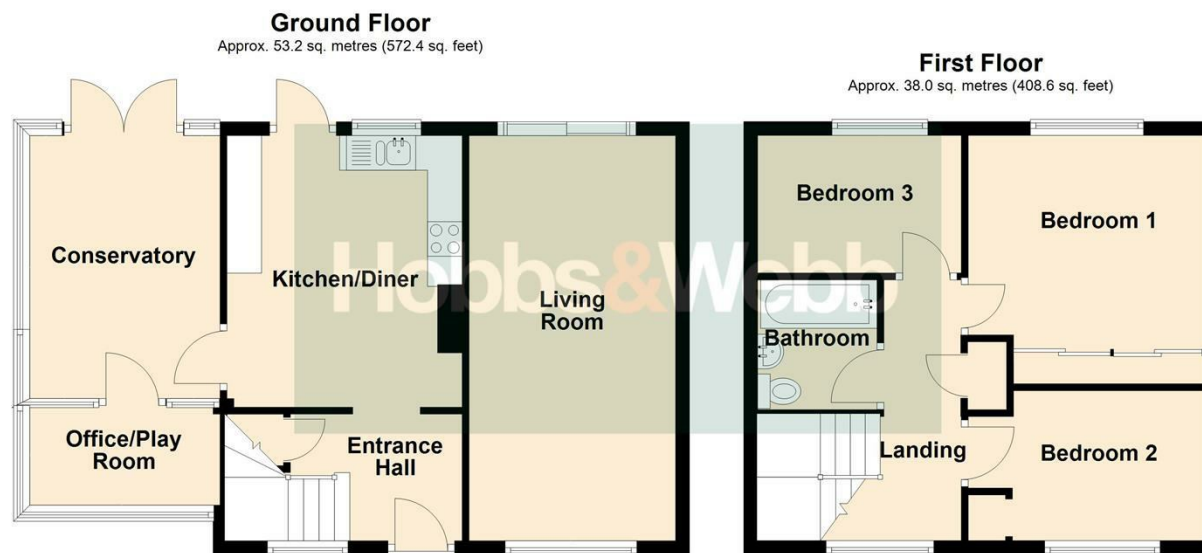 Ground Floor
Approx. 53.2 sq. metres (572.4 sq. feet)
First Floor
Approx. 38.0 sq. metres (408.6 sq. feet)
Conservatory
Kitchen/Diner
Living
Room
Office/Play
Room
Entrance
Hall
Bedroom 3
Bedroom 1
Bathroom
Landing
Bedroom 2
Hobbs&Webb